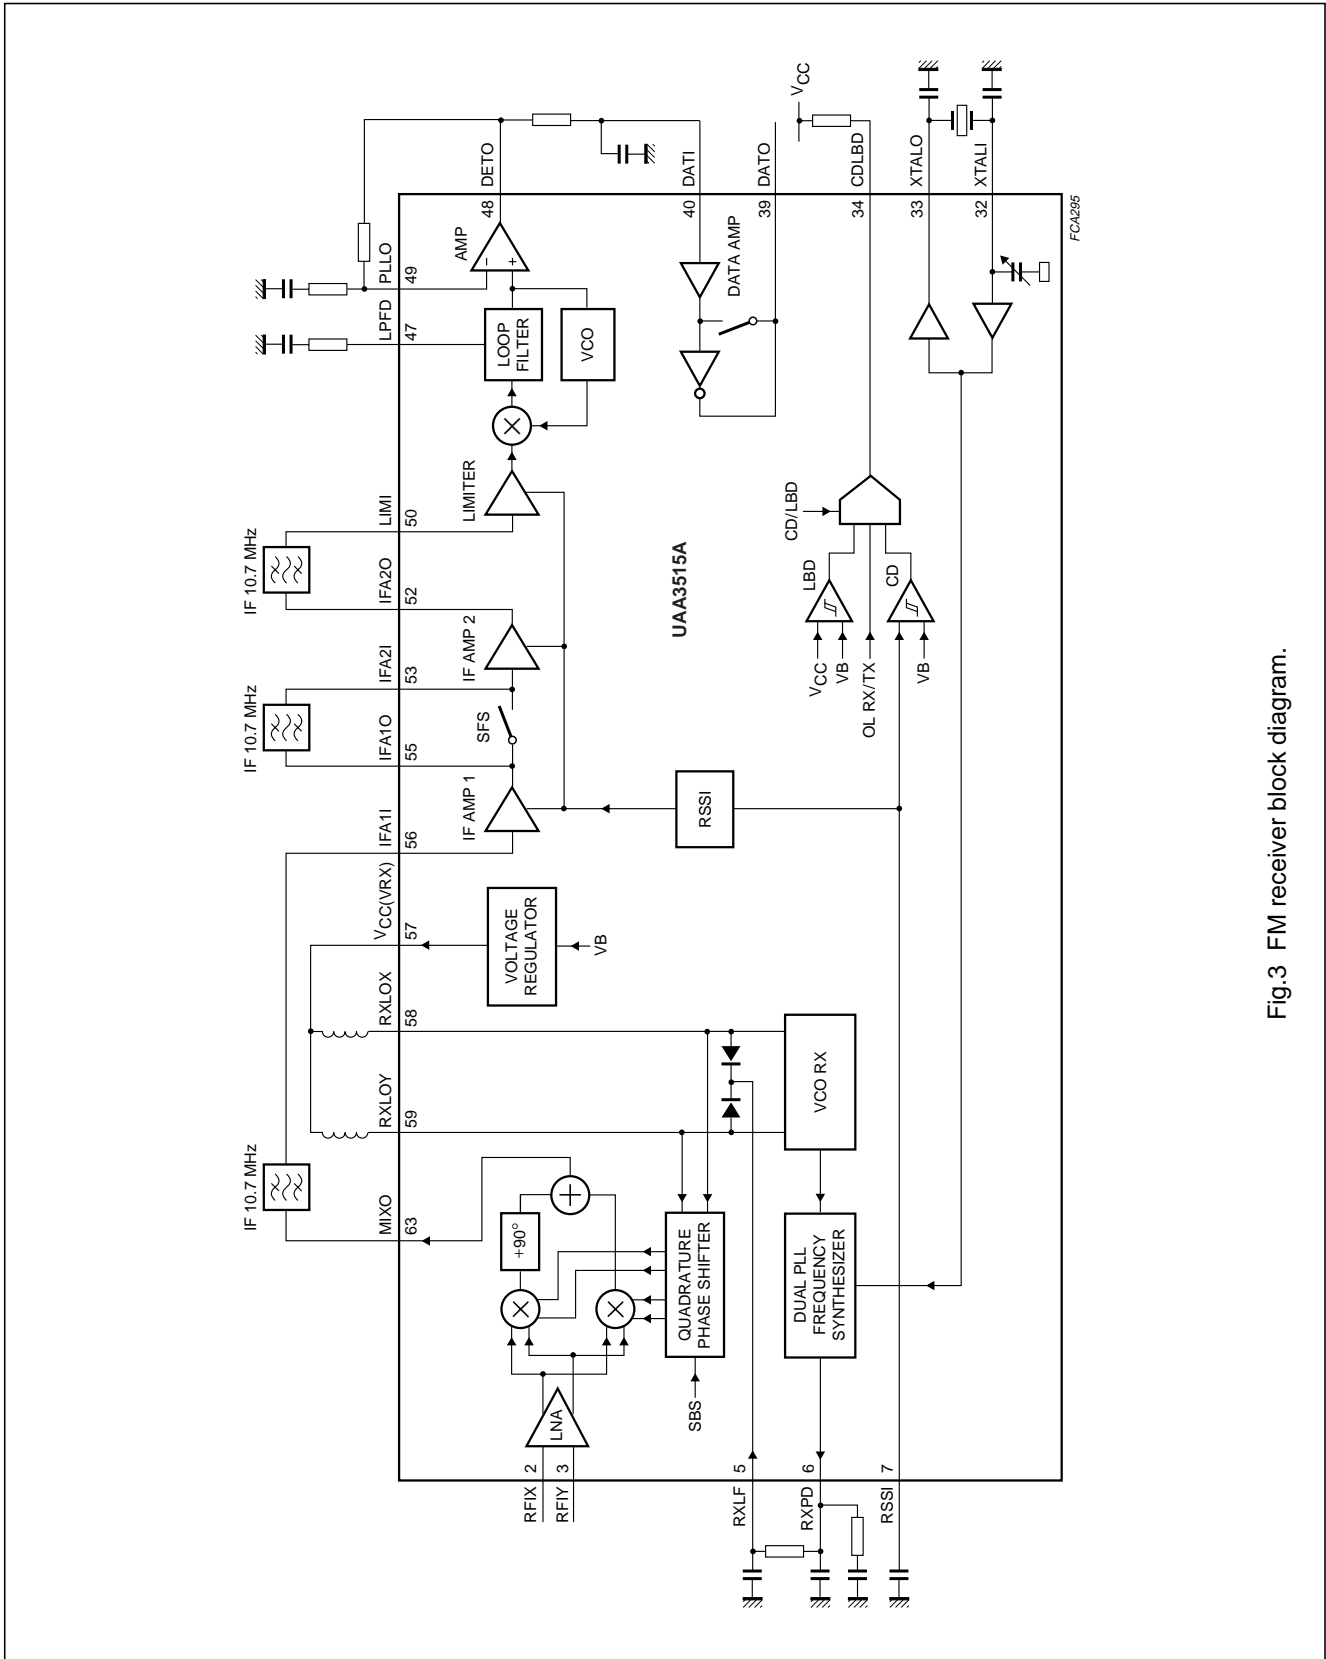 IF 10.7 MHz
IF 10.7 MHz
IF 10.7 MHz
MIXO
63
RXLOY
59
RXLOX
58
VCC(VRX)
57
IFA1I
56
IFA1O
55
IFA2I
53
IFA2O
52
LIMI
50
LPFD
47
PLLO
49
DETO
48
DATI
40
DATO
39
VCC
CDLBD
34
XTALO
33
XTALI
32
RFIX 2
RFIY 3
LNA
+90°
QUADRATURE
PHASE SHIFTER
SBS
VOLTAGE
REGULATOR
VB
VCO RX
DUAL PLL
FREQUENCY
SYNTHESIZER
IF AMP 1
SFS
IF AMP 2
LIMITER
LOOP
FILTER
VCO
AMP
DATA AMP
RSSI
UAA3515A
CD/LBD
LBD
CD
VCC
VB
OL RX/TX
VB
RXLF 5
RXPD 6
RSSI 7
FCA295
Fig.3 FM receiver block diagram.